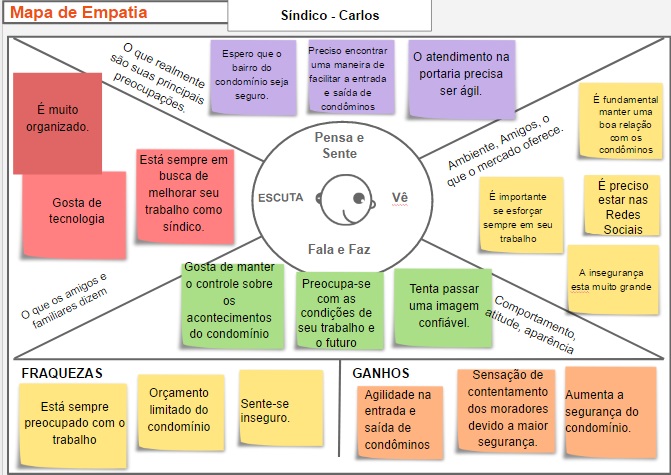 Mapa de Empatia
Síndico - Carlos
O que realmente
são suas principais
preocupações.
Espero que o
bairro do
condomínio seja
seguro.
Preciso encontrar
uma maneira de
facilitar a entrada
e saída de
condôminos
O atendimento na
portaria precisa
ser ágil.
É muito
organizado.
Gosta de
tecnologia
Está sempre em
busca de
melhorar seu
trabalho como
síndico.
Pensa e
Sente
ESCUTA
Vê
Fala e Faz
Ambiente, Amigos, o
que o mercado oferece.
É fundamental
manter uma
boa relação
com os
condôminos
É importante
se esforçar
sempre em seu
trabalho
É preciso
estar nas
Redes
Sociais
A insegurança
esta muito grande
O que os amigos e
familiares dizem
Gosta de manter
o controle sobre
os
acontecimentos
do condomínio
Preocupa-se
com as
condições de
seu trabalho e
o futuro
Tenta passar
uma imagem
confiável.
Comportamento,
atitude, aparência
FRAQUEZAS
Está sempre
preocupado com o
trabalho
Orçamento
limitado do
condomínio
Sente-se
inseguro.
GANHOS
Agilidade na
entrada e
saída de
condôminos
Sensação de
contentamento
dos moradores
devido a maior
segurança.
Aumenta a
segurança do
condomínio.